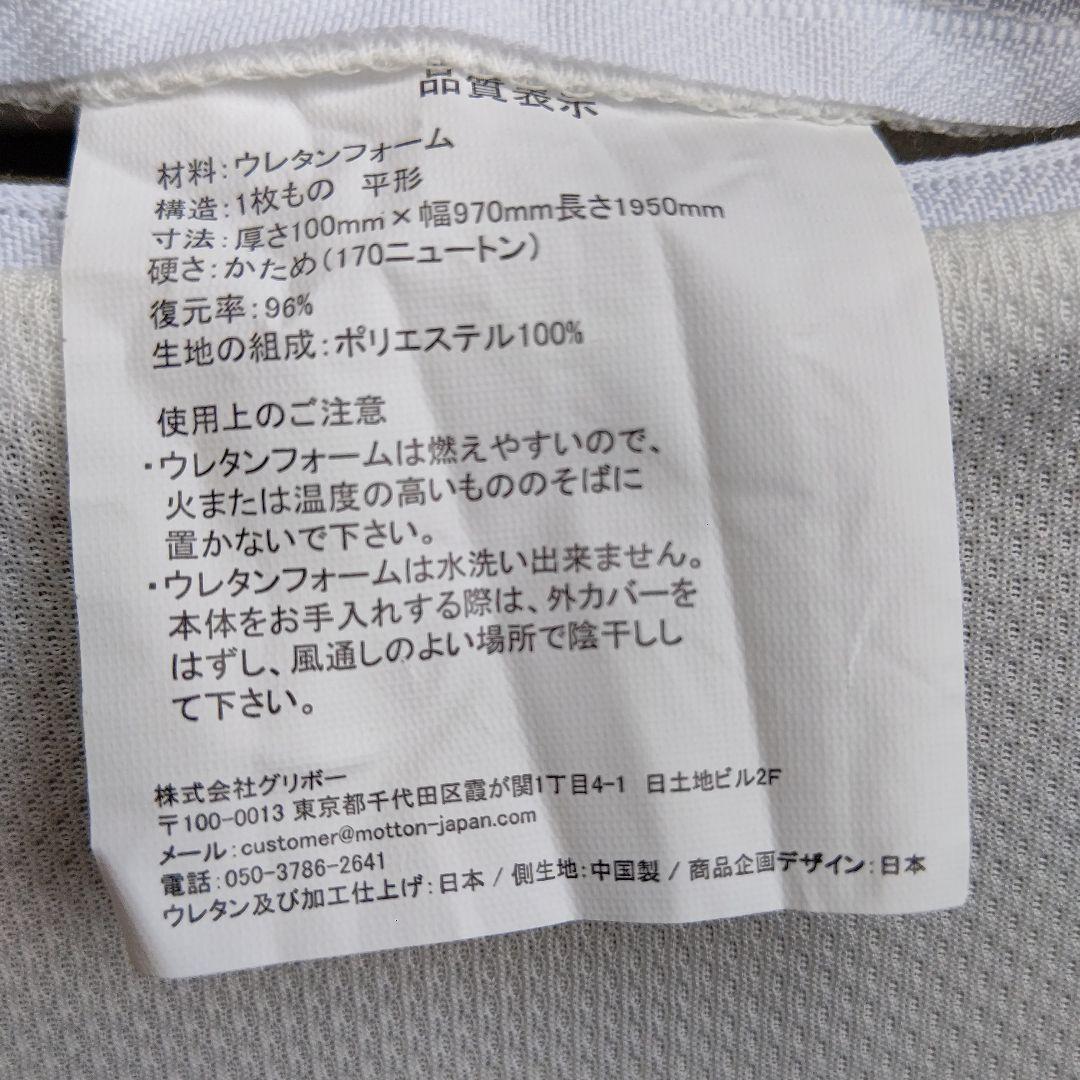 品質表示
材料:ウレタンフォーム
構造:1枚もの 平形
寸法:厚さ100mm×幅970mm長さ1950mm
硬さ:かため(170ニュートン)
復元率:96%
生地の組成:ポリエステル100%
使用上のご注意
・ウレタンフォームは燃えやすいので、
火または温度の高いもののそばに
置かないで下さい。
・ウレタンフォームは水洗い出来ません。
本体をお手入れする際は、外カバーを
はずし、風通しのよい場所で陰干しし
て下さい。
株式会社グリボー
〒100-0013 東京都千代田区霞が関1丁目4-1 日土地ビル2F
メール:customer@motton-japan.com
電話:050-3786-2641
ウレタン及び加工仕上げ:日本 / 側生地:中国製 / 商品企画デザイン:日本